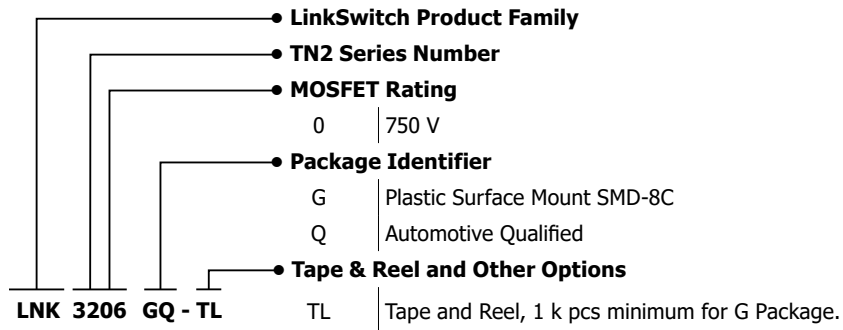 LinkSwitch Product Family
TN2 Series Number
MOSFET Rating
0 750 V
Package Identifier
G Plastic Surface Mount SMD-8C
Q Automotive Qualified
Tape & Reel and Other Options
LNK 3206 GQ - TL TL Tape and Reel, 1 k pcs minimum for G Package.